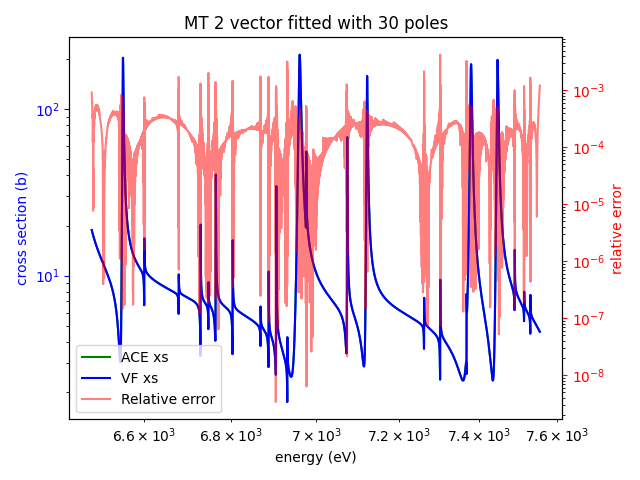 MT 2 vector fitted with 30 poles
cross section (b)
10²
10¹
relative error
10⁻³
10⁻⁴
10⁻⁵
10⁻⁶
10⁻⁷
10⁻⁸
ACE xs
VF xs
Relative error
6.6 × 10³ 6.8 × 10³ 7 × 10³ 7.2 × 10³ 7.4 × 10³ 7.6 × 10³
energy (eV)